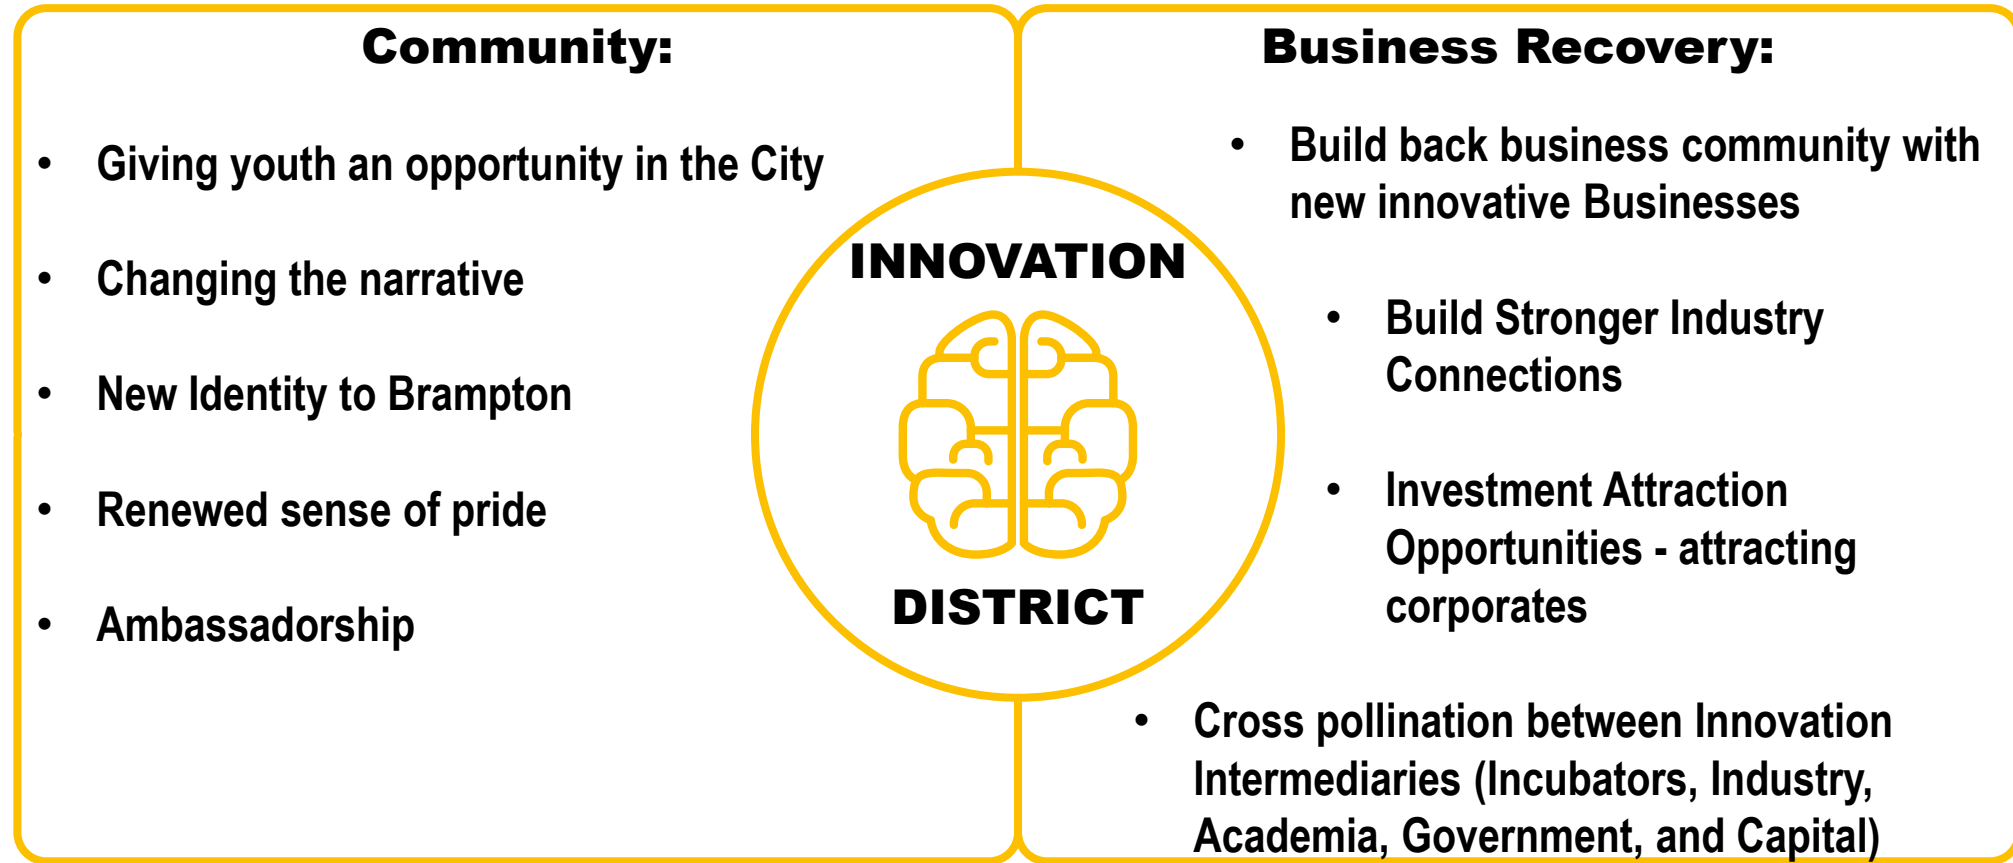 Community:
• Giving youth an opportunity in the City
• Changing the narrative
• New Identity to Brampton
• Renewed sense of pride
• Ambassadorship
INNOVATION
DISTRICT
Business Recovery:
• Build back business community with
new innovative Businesses
• Build Stronger Industry
Connections
• Investment Attraction
Opportunities - attracting
corporates
• Cross pollination between Innovation
Intermediaries (Incubators, Industry,
Academia, Government, and Capital)